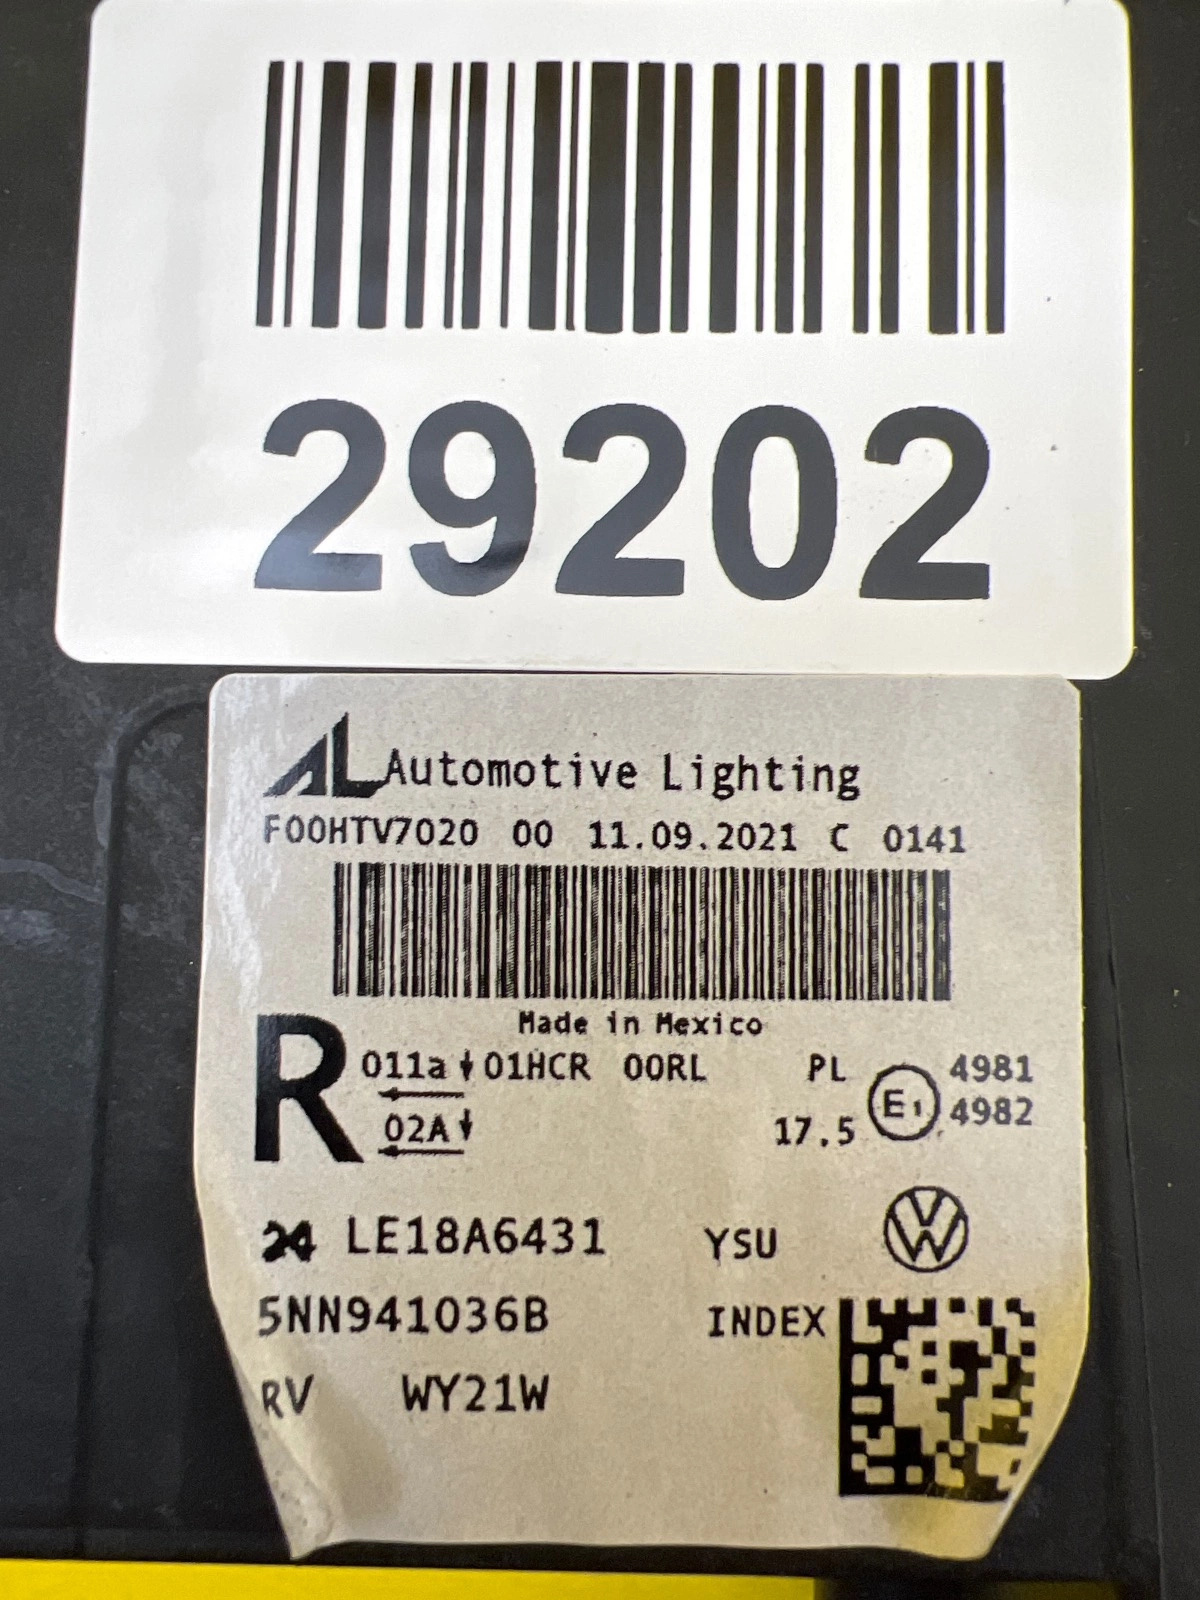 29202
AL Automotive Lighting
F00HTV7020 00 11.09.2021 C 0141
Made in Mexico
R 011a 01HCR 00RL PL E1 4981
02A 17.5 4982
24 LE18A6431 YSU
5NN941036B INDEX
RV WY21W